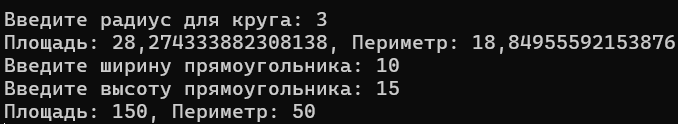 Введите радиус для круга: 3
Площадь: 28,274333882308138, Периметр: 18,84955592153876
Введите ширину прямоугольника: 10
Введите высоту прямоугольника: 15
Площадь: 150, Периметр: 50